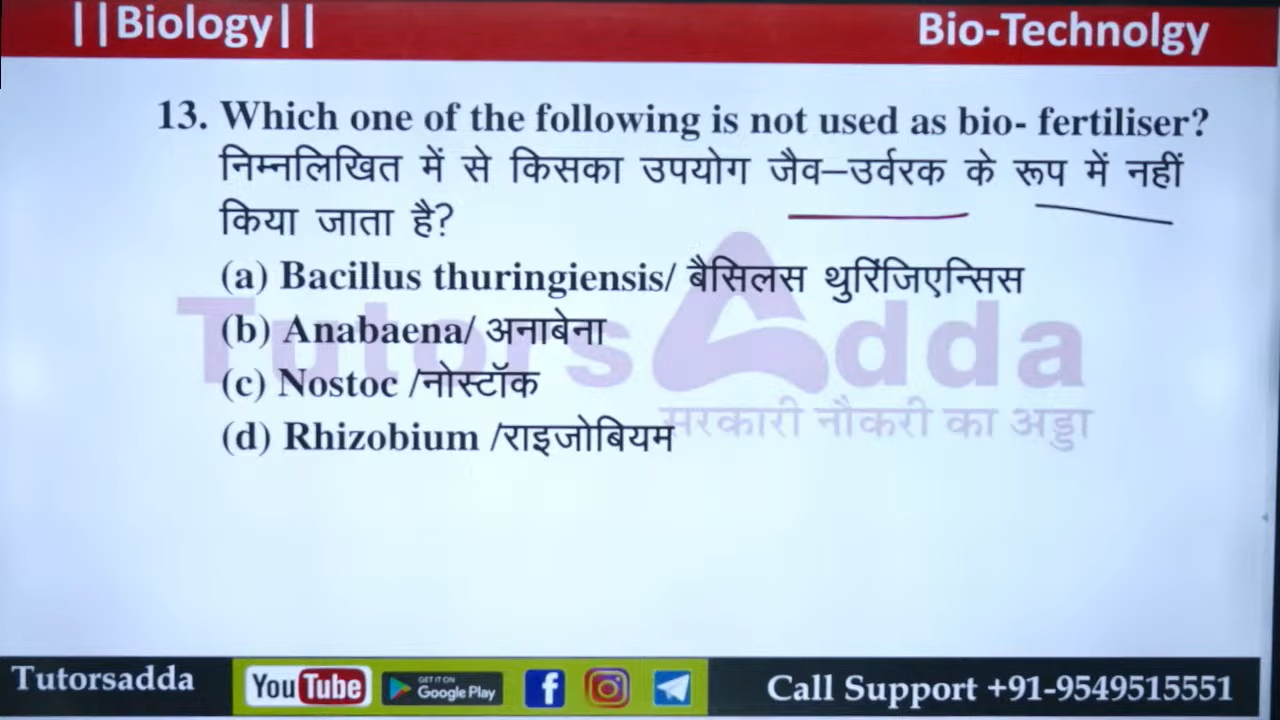 ||Biology||
Bio-Technolgy
13. Which one of the following is not used as bio- fertiliser?
निम्नलिखित में से किसका उपयोग जैव–उर्वरक के रूप में नहीं
किया जाता है?
(a) Bacillus thuringiensis/ बैसिलस थुरिंजिएन्सिस
(b) Anabaena/ अनाबेना
(c) Nostoc /नोस्टॉक
(d) Rhizobium /राइजोबियम
TutorsAdda
सरकारी नौकरी का अड्डा
Tutorsadda
YouTube
GET IT ON
Google Play
Call Support +91-9549515551